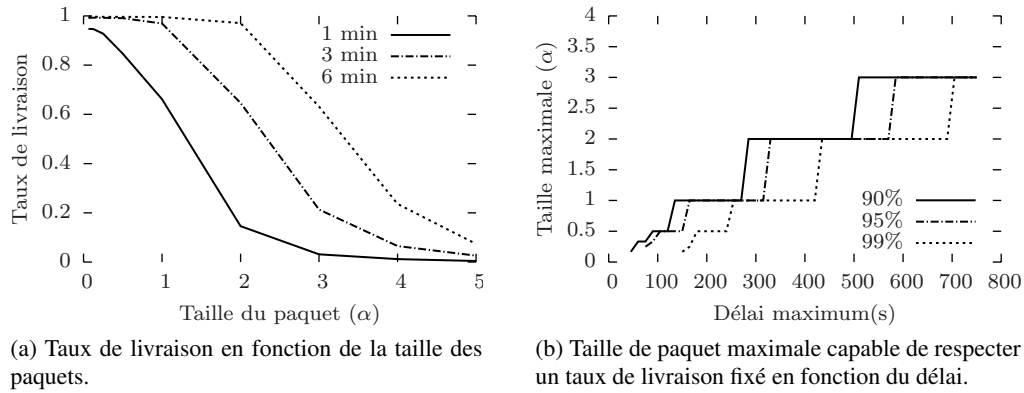 1
0.8
0.6
0.4
0.2
0
0 1 2 3 4 5
Taux de livraison
Taille du paquet (α)
1 min
3 min
6 min
(a) Taux de livraison en fonction de la taille des
paquets.
4
3.5
3
2.5
2
1.5
1
0.5
0
0 100 200 300 400 500 600 700 800
Taille maximale (α)
Délai maximum(s)
90%
95%
99%
(b) Taille de paquet maximale capable de respecter
un taux de livraison fixé en fonction du délai.